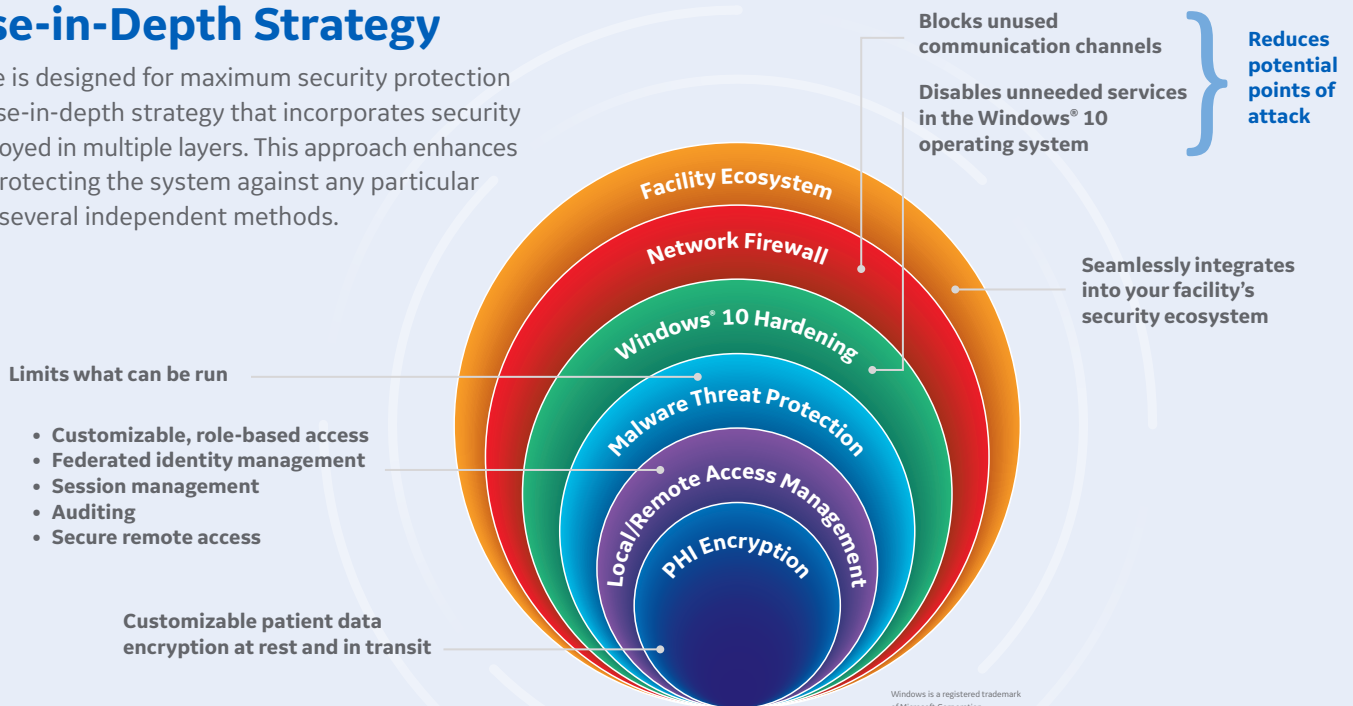 se-in-Depth Strategy
e is designed for maximum security protection
se-in-depth strategy that incorporates security
oyed in multiple layers. This approach enhances
rotecting the system against any particular
several independent methods.
Blocks unused
communication channels
Disables unneeded services
in the Windows® 10
operating system
Reduces
potential
points of
attack
Facility Ecosystem
Network Firewall
Windows® 10 Hardening
Malware Threat Protection
Local/Remote Access Management
PHI Encryption
Seamlessly integrates
into your facility's
security ecosystem
Limits what can be run
• Customizable, role-based access
• Federated identity management
• Session management
• Auditing
• Secure remote access
Customizable patient data
encryption at rest and in transit
Windows is a registered trademark
of Microsoft Corporation